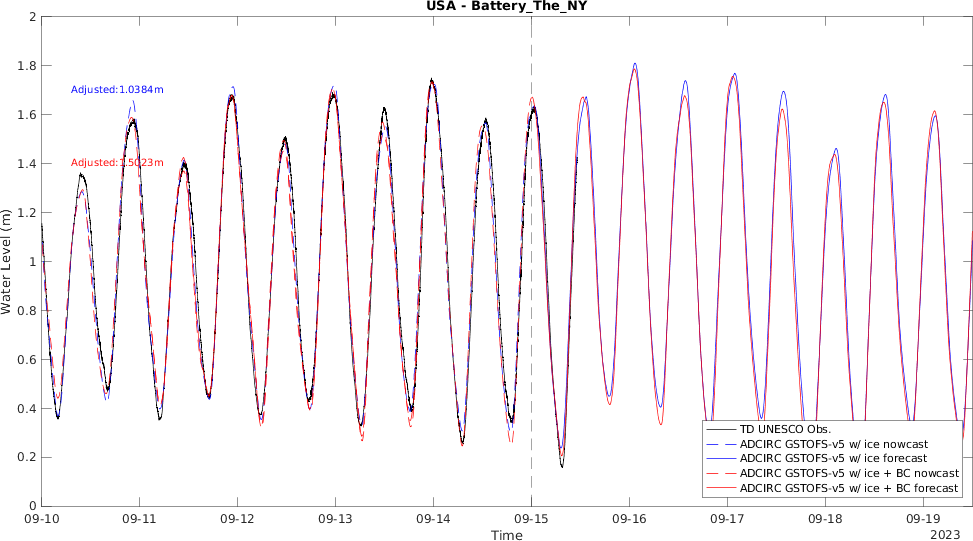 USA - Battery_The_NY
2
1.8
1.6
1.4
1.2
1
0.8
0.6
0.4
0.2
0
Water Level (m)
Adjusted:1.0384m
Adjusted:1.5023m
TD UNESCO Obs.
ADCIRC GSTOFS-v5 w/ ice nowcast
ADCIRC GSTOFS-v5 w/ ice forecast
ADCIRC GSTOFS-v5 w/ ice + BC nowcast
ADCIRC GSTOFS-v5 w/ ice + BC forecast
09-10 09-11 09-12 09-13 09-14 09-15 09-16 09-17 09-18 09-19
Time
2023